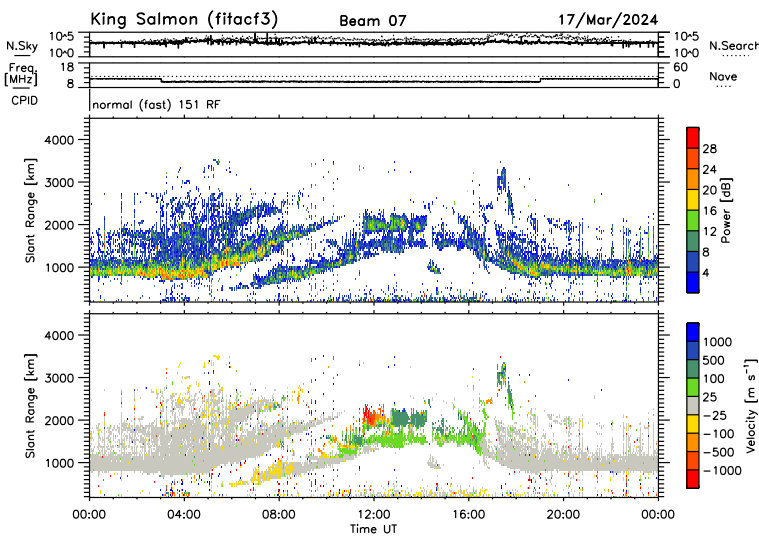 King Salmon (fitacf3) Beam 07 17/Mar/2024
N.Sky 10^5 10^0 10^5 10^0 N.Search
Freq. [MHz] 18 8 60 0 Nave
CPID normal (fast) 151 RF
Slant Range [km]
4000
3000
2000
1000
Power [dB]
28
24
20
16
12
8
4
Slant Range [km]
4000
3000
2000
1000
Velocity [m s⁻¹]
1000
500
100
25
−25
−100
−500
−1000
00:00 04:00 08:00 12:00 16:00 20:00 00:00
Time UT